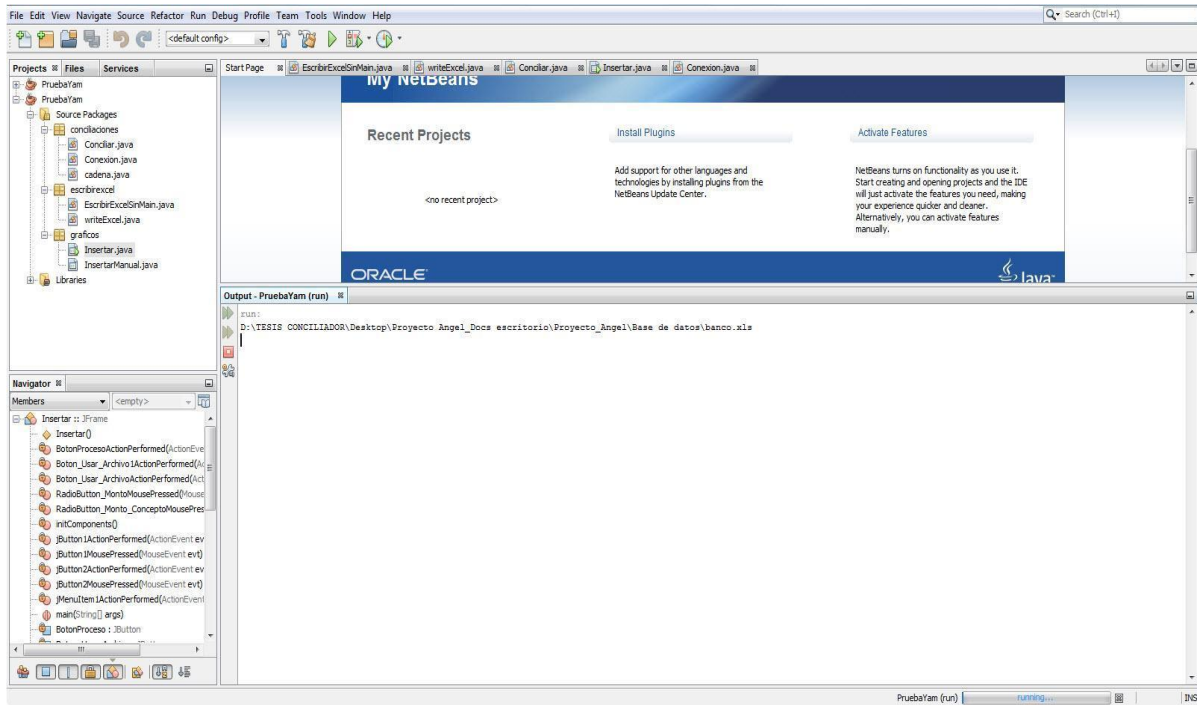 File Edit View Navigate Source Refactor Run Debug Profile Team Tools Window Help
Search (Ctrl+I)
<default config>
Projects Files Services
PruebaYam
PruebaYam
Source Packages
conciliaciones
Conciliar.java
Conexion.java
cadena.java
escribirexcel
EscribirExcelSinMain.java
writeExcel.java
graficos
Insertar.java
InsertarManual.java
Libraries
Start Page EscribirExcelSinMain.java writeExcel.java Conciliar.java Insertar.java Conexion.java
My NetBeans
Recent Projects
<no recent project>
Install Plugins
Add support for other languages and
technologies by installing plugins from the
NetBeans Update Center.
Activate Features
NetBeans turns on functionality as you use it.
Start creating and opening projects and the IDE
will just activate the features you need, making
your experience quicker and cleaner.
Alternatively, you can activate features
manually.
ORACLE
Java
Output - PruebaYam (run)
run:
D:\TESIS CONCILIADOR\Desktop\Proyecto Angel_Docs escritorio\Proyecto_Angel\Base de datos\banco.xls
Navigator
Members <empty>
Insertar :: JFrame
Insertar()
BotonProcesoActionPerformed(ActionEve
Boton_Usar_Archivo1ActionPerformed(Ac
Boton_Usar_ArchivoActionPerformed(Act
RadioButton_MontoMousePressed(Mouse
RadioButton_Monto_ConceptoMousePres
initComponents()
jButton1ActionPerformed(ActionEvent ev
jButton1MousePressed(MouseEvent evt)
jButton2ActionPerformed(ActionEvent ev
jButton2MousePressed(MouseEvent evt)
jMenuItem1ActionPerformed(ActionEvent
main(String[] args)
BotonProceso : JButton
PruebaYam (run) running...
INS